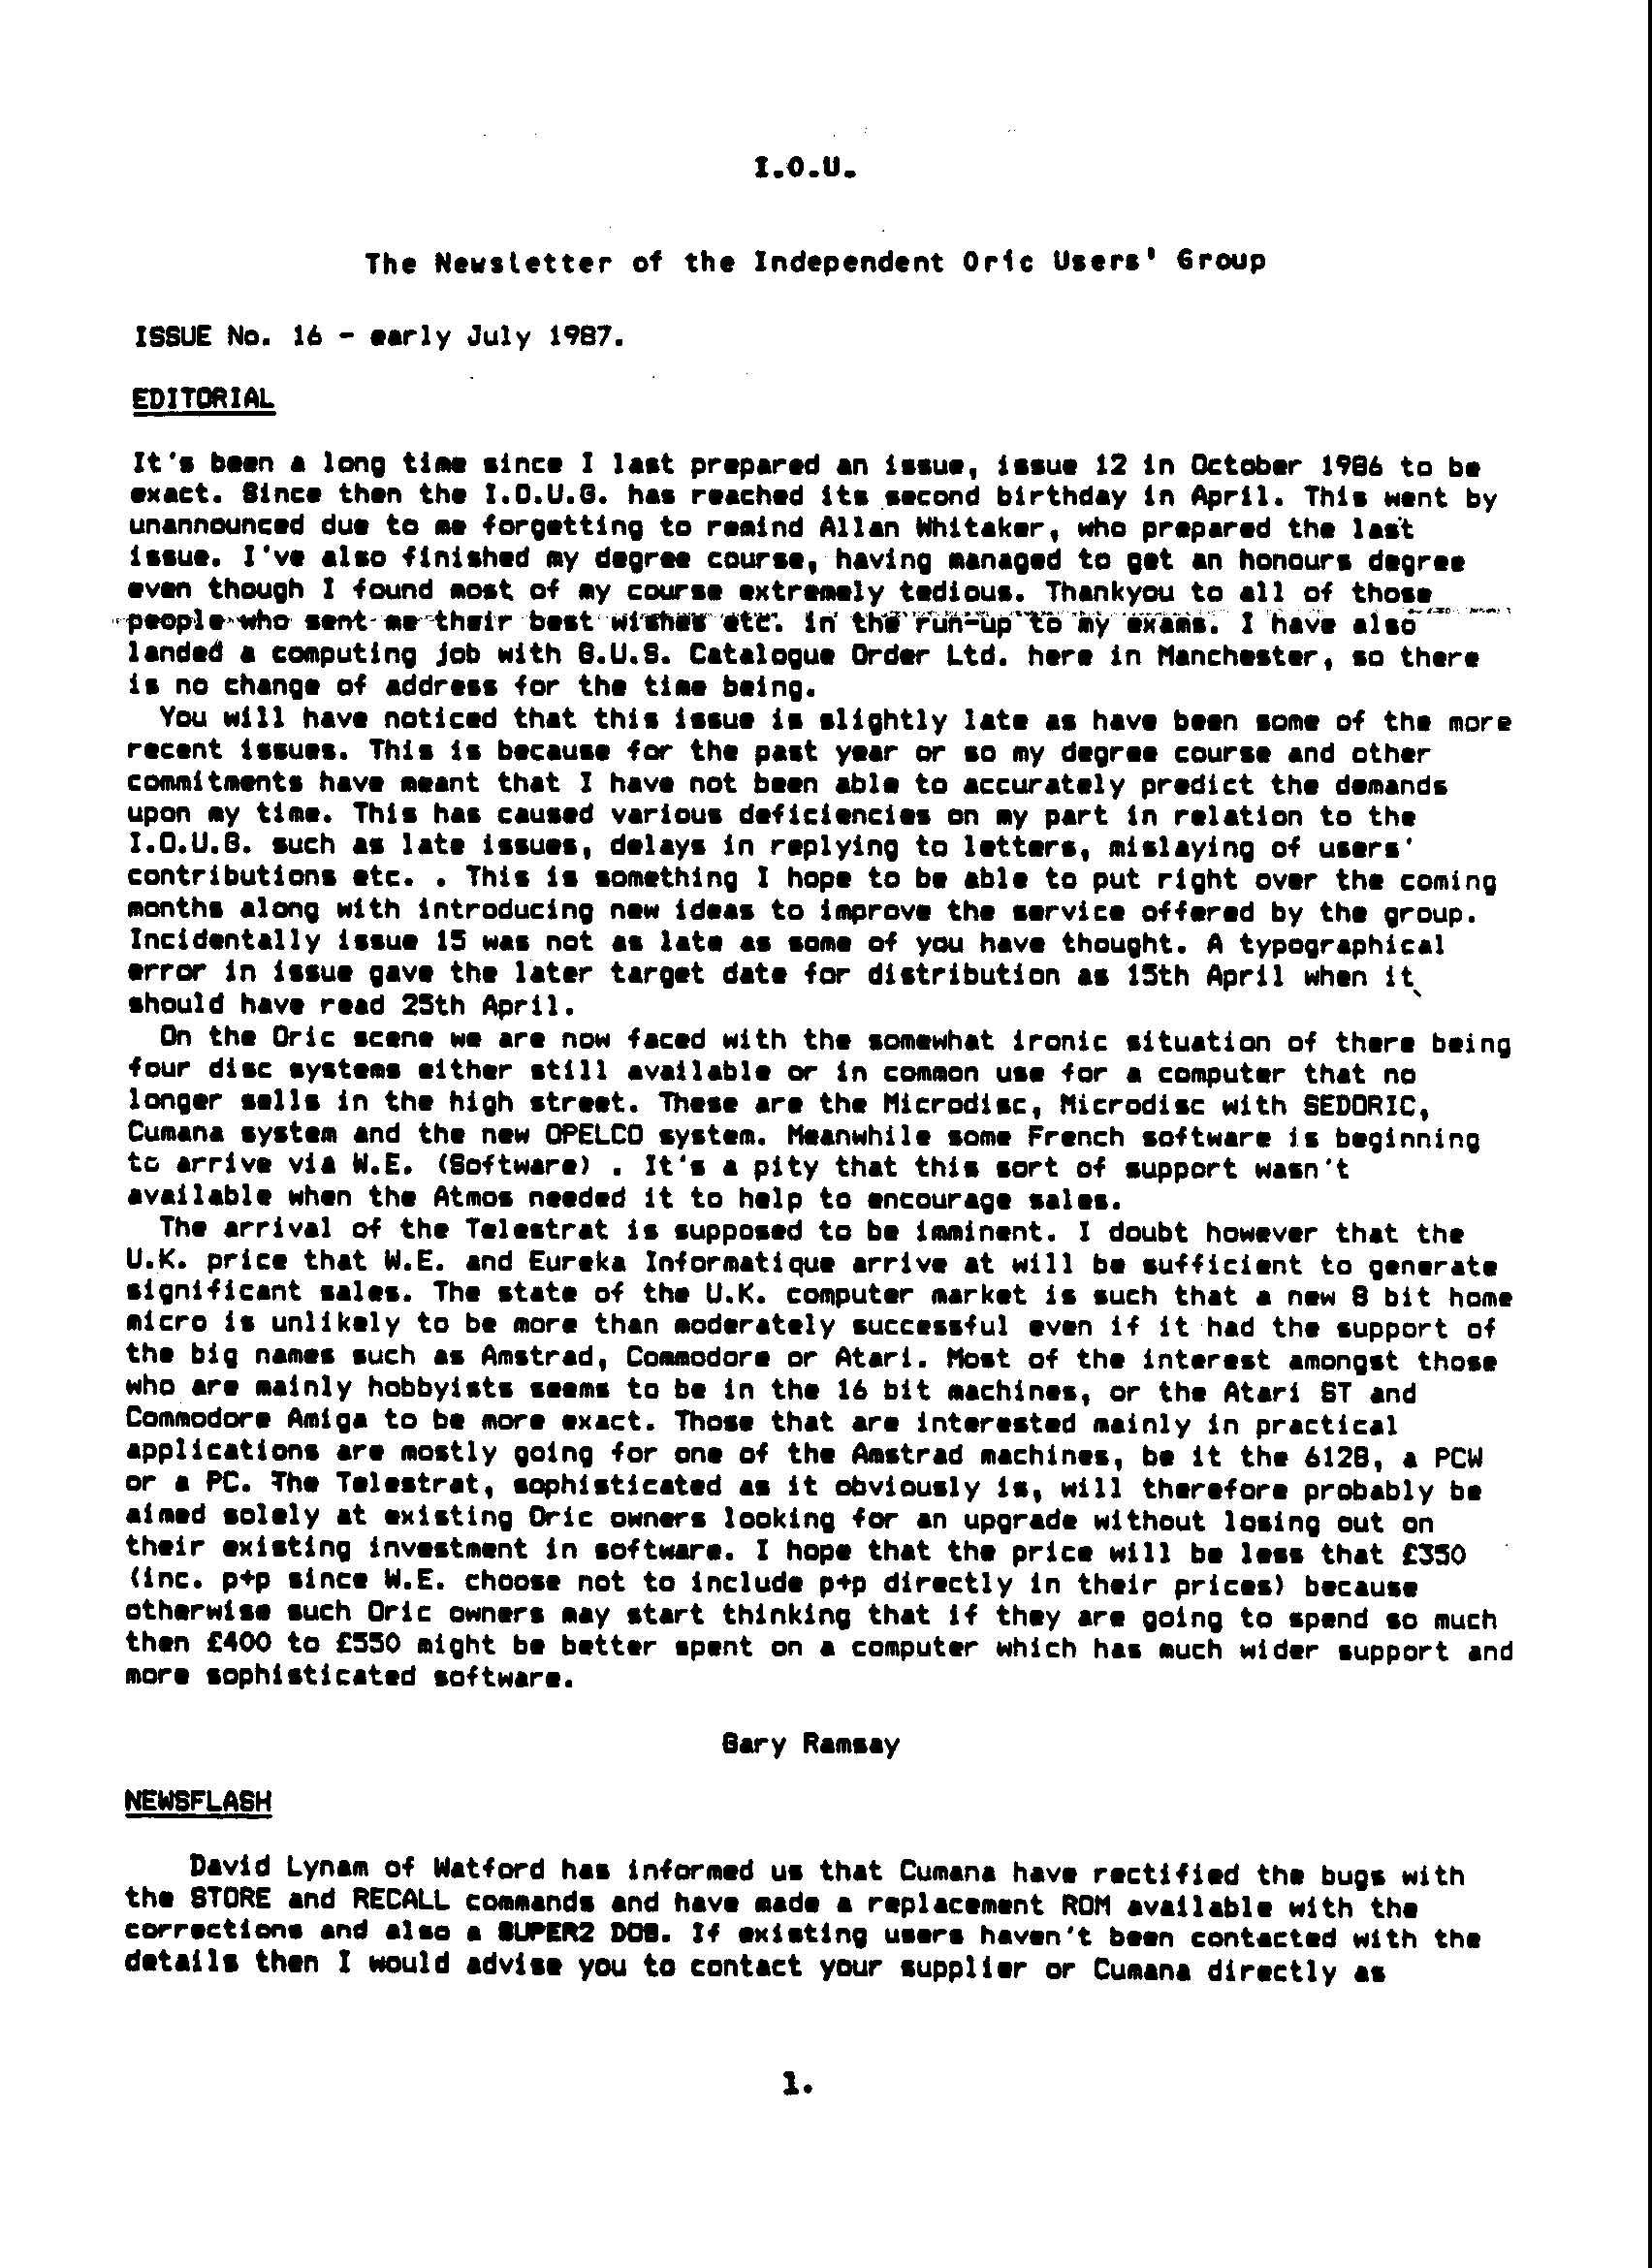 I.O.U.
The Newsletter of the Independent Oric Users' Group
ISSUE No. 16 - early July 1987.
EDITORIAL
It's been a long time since I last prepared an issue, issue 12 in October 1986 to be
exact. Since then the I.O.U.G. has reached its second birthday in April. This went by
unannounced due to me forgetting to remind Allan Whitaker, who prepared the last
issue. I've also finished my degree course, having managed to get an honours degree
even though I found most of my course extremely tedious. Thankyou to all of those
people who sent me their best wishes etc. in the run-up to my exams. I have also
landed a computing job with G.U.S. Catalogue Order Ltd. here in Manchester, so there
is no change of address for the time being.
You will have noticed that this issue is slightly late as have been some of the more
recent issues. This is because for the past year or so my degree course and other
commitments have meant that I have not been able to accurately predict the demands
upon my time. This has caused various deficiencies on my part in relation to the
I.O.U.G. such as late issues, delays in replying to letters, mislaying of users'
contributions etc. . This is something I hope to be able to put right over the coming
months along with introducing new ideas to improve the service offered by the group.
Incidentally issue 15 was not as late as some of you have thought. A typographical
error in issue gave the later target date for distribution as 15th April when it
should have read 25th April.
On the Oric scene we are now faced with the somewhat ironic situation of there being
four disc systems either still available or in common use for a computer that no
longer sells in the high street. These are the Microdisc, Microdisc with SEDORIC,
Cumana system and the new OPELCO system. Meanwhile some French software is beginning
to arrive via W.E. (Software) . It's a pity that this sort of support wasn't
available when the Atmos needed it to help to encourage sales.
The arrival of the Telestrat is supposed to be imminent. I doubt however that the
U.K. price that W.E. and Eureka Informatique arrive at will be sufficient to generate
significant sales. The state of the U.K. computer market is such that a new 8 bit home
micro is unlikely to be more than moderately successful even if it had the support of
the big names such as Amstrad, Commodore or Atari. Most of the interest amongst those
who are mainly hobbyists seems to be in the 16 bit machines, or the Atari ST and
Commodore Amiga to be more exact. Those that are interested mainly in practical
applications are mostly going for one of the Amstrad machines, be it the 6128, a PCW
or a PC. The Telestrat, sophisticated as it obviously is, will therefore probably be
aimed solely at existing Oric owners looking for an upgrade without losing out on
their existing investment in software. I hope that the price will be less that £350
(inc. p+p since W.E. choose not to include p+p directly in their prices) because
otherwise such Oric owners may start thinking that if they are going to spend so much
then £400 to £550 might be better spent on a computer which has much wider support and
more sophisticated software.
Gary Ramsay
NEWSFLASH
David Lynam of Watford has informed us that Cumana have rectified the bugs with
the STORE and RECALL commands and have made a replacement ROM available with the
corrections and also a SUPER2 DOS. If existing users haven't been contacted with the
details then I would advise you to contact your supplier or Cumana directly as
1.